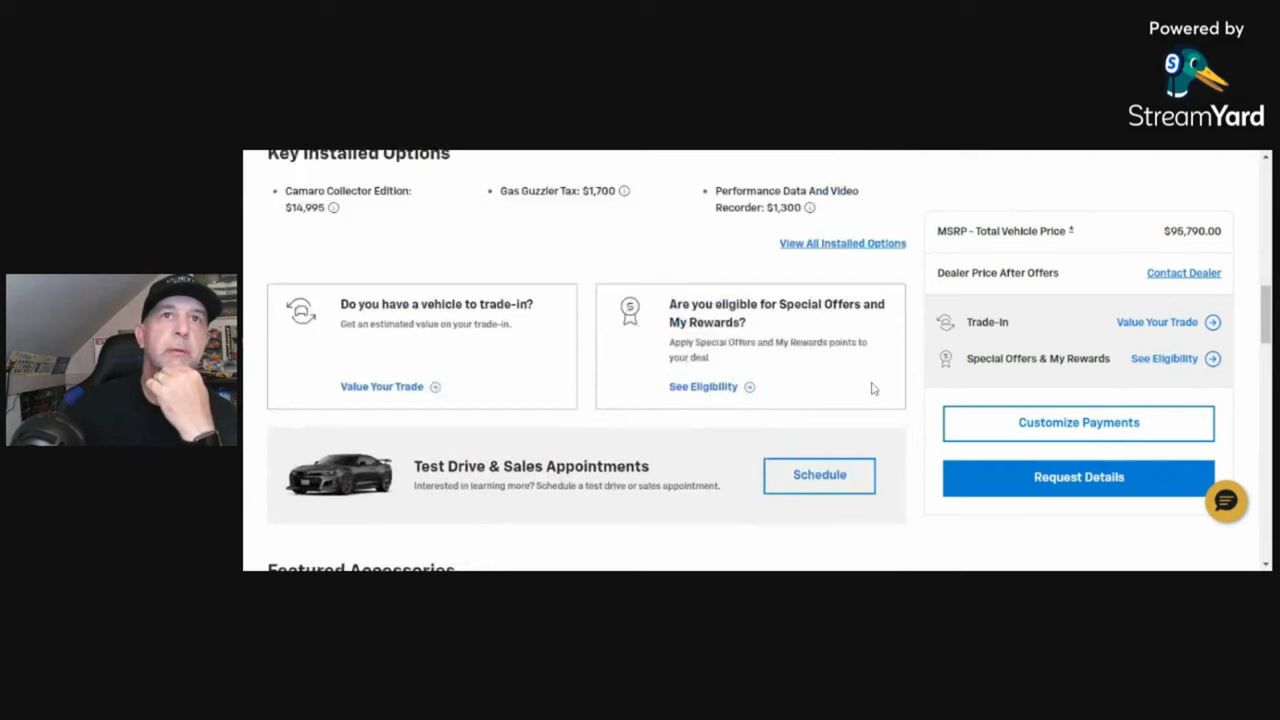 Powered by
StreamYard
Key Installed Options
Camaro Collector Edition:
$14,995
Gas Guzzler Tax: $1,700
Performance Data And Video
Recorder: $1,300
View All Installed Options
MSRP - Total Vehicle Price ±
$95,790.00
Dealer Price After Offers
Contact Dealer
Do you have a vehicle to trade-in?
Get an estimated value on your trade-in.
Value Your Trade
Are you eligible for Special Offers and
My Rewards?
Apply Special Offers and My Rewards points to
your deal
See Eligibility
Trade-In
Value Your Trade
Special Offers & My Rewards
See Eligibility
Customize Payments
Request Details
Test Drive & Sales Appointments
Interested in learning more? Schedule a test drive or sales appointment.
Schedule
Featured Accessories